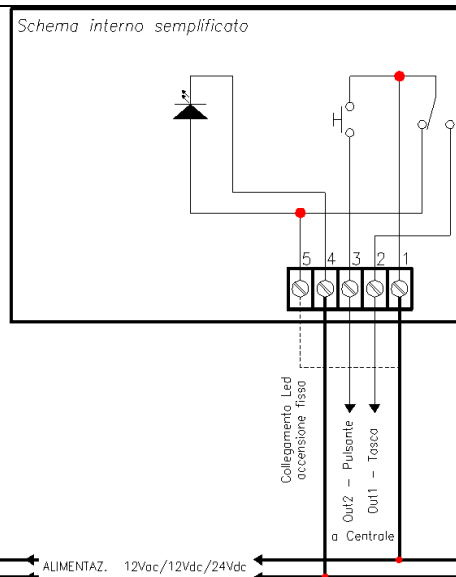 Schema interno semplificato
5 4 3 2 1
Collegamento Led
accensione fissa
Out2 - Pulsante
Out1 - Tasca
a Centrale
ALIMENTAZ. 12Vac/12Vdc/24Vdc